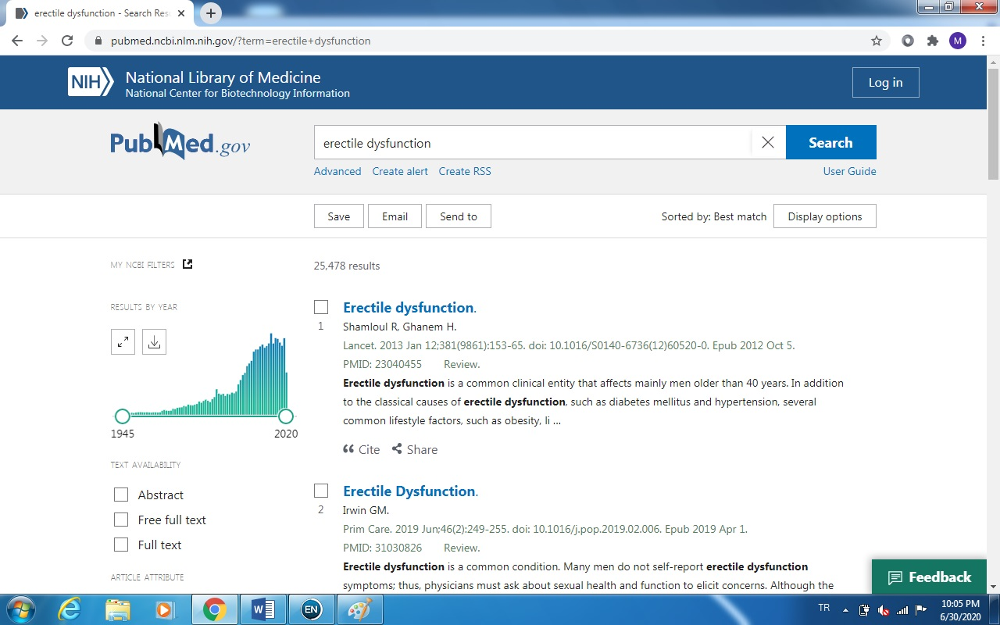 erectile dysfunction - Search Res
pubmed.ncbi.nlm.nih.gov/?term=erectile+dysfunction
M
NIH
National Library of Medicine
National Center for Biotechnology Information
Log in
PubMed.gov
erectile dysfunction
Search
Advanced Create alert Create RSS
User Guide
Save Email Send to
Sorted by: Best match Display options
MY NCBI FILTERS
25,478 results
RESULTS BY YEAR
1945 2020
TEXT AVAILABILITY
Abstract
Free full text
Full text
ARTICLE ATTRIBUTE
Erectile dysfunction.
1 Shamloul R, Ghanem H.
Lancet. 2013 Jan 12;381(9861):153-65. doi: 10.1016/S0140-6736(12)60520-0. Epub 2012 Oct 5.
PMID: 23040455 Review.
Erectile dysfunction is a common clinical entity that affects mainly men older than 40 years. In addition
to the classical causes of erectile dysfunction, such as diabetes mellitus and hypertension, several
common lifestyle factors, such as obesity, li ...
Cite Share
Erectile Dysfunction.
2 Irwin GM.
Prim Care. 2019 Jun;46(2):249-255. doi: 10.1016/j.pop.2019.02.006. Epub 2019 Apr 1.
PMID: 31030826 Review.
Erectile dysfunction is a common condition. Many men do not self-report erectile dysfunction
symptoms; thus, physicians must ask about sexual health and function to elicit concerns. Although the
Feedback
W
EN
TR
10:05 PM
6/30/2020